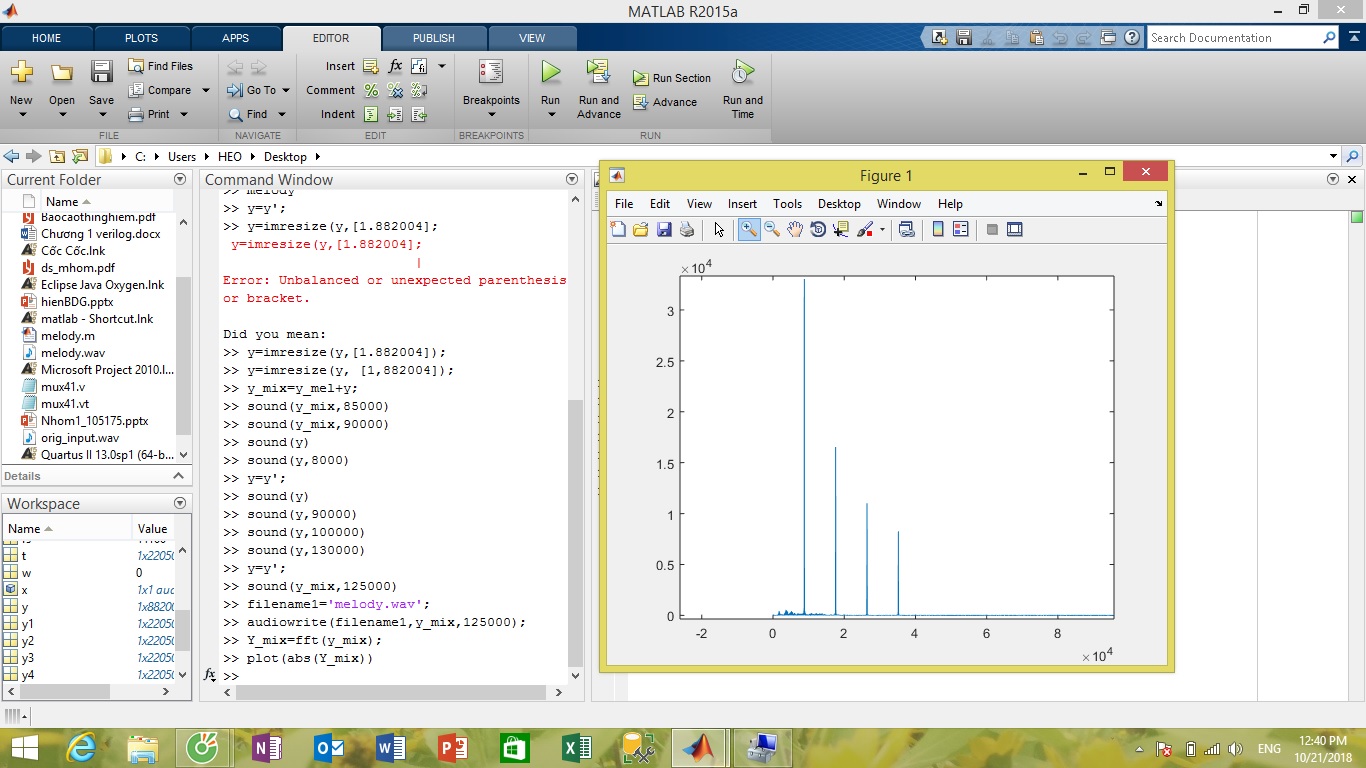 MATLAB R2015a
HOME PLOTS APPS EDITOR PUBLISH VIEW
Search Documentation
New Open Save
Find Files
Compare
Print
FILE
Go To
Find
NAVIGATE
Insert
Comment
Indent
EDIT
Breakpoints
BREAKPOINTS
Run
Run and Advance
Run Section
Advance
Run and Time
RUN
C: Users HEO Desktop
Current Folder
Name
Baocaothinghiem.pdf
Chương 1 verilog.docx
Cốc Cốc.lnk
ds_mhom.pdf
Eclipse Java Oxygen.lnk
hienBDG.pptx
matlab - Shortcut.lnk
melody.m
melody.wav
Microsoft Project 2010.l...
mux41.v
mux41.vt
Nhom1_105175.pptx
orig_input.wav
Quartus II 13.0sp1 (64-b...
Details
Workspace
Name Value
t 1x2205
w 0
x 1x1 aud
y 1x8820
y1 1x2205
y2 1x2205
y3 1x2205
y4 1x2205
Command Window
>> melody
>> y=y';
>> y=imresize(y,[1.882004];
y=imresize(y,[1.882004];
|
Error: Unbalanced or unexpected parenthesis
or bracket.
Did you mean:
>> y=imresize(y,[1.882004]);
>> y=imresize(y, [1,882004]);
>> y_mix=y_mel+y;
>> sound(y_mix,85000)
>> sound(y_mix,90000)
>> sound(y)
>> sound(y,8000)
>> y=y';
>> sound(y)
>> sound(y,90000)
>> sound(y,100000)
>> sound(y,130000)
>> y=y';
>> sound(y_mix,125000)
>> filename1='melody.wav';
>> audiowrite(filename1,y_mix,125000);
>> Y_mix=fft(y_mix);
>> plot(abs(Y_mix))
fx >>
Figure 1
File Edit View Insert Tools Desktop Window Help
×10⁴
3
2.5
2
1.5
1
0.5
0
-2 0 2 4 6 8
×10⁴
ENG
12:40 PM
10/21/2018